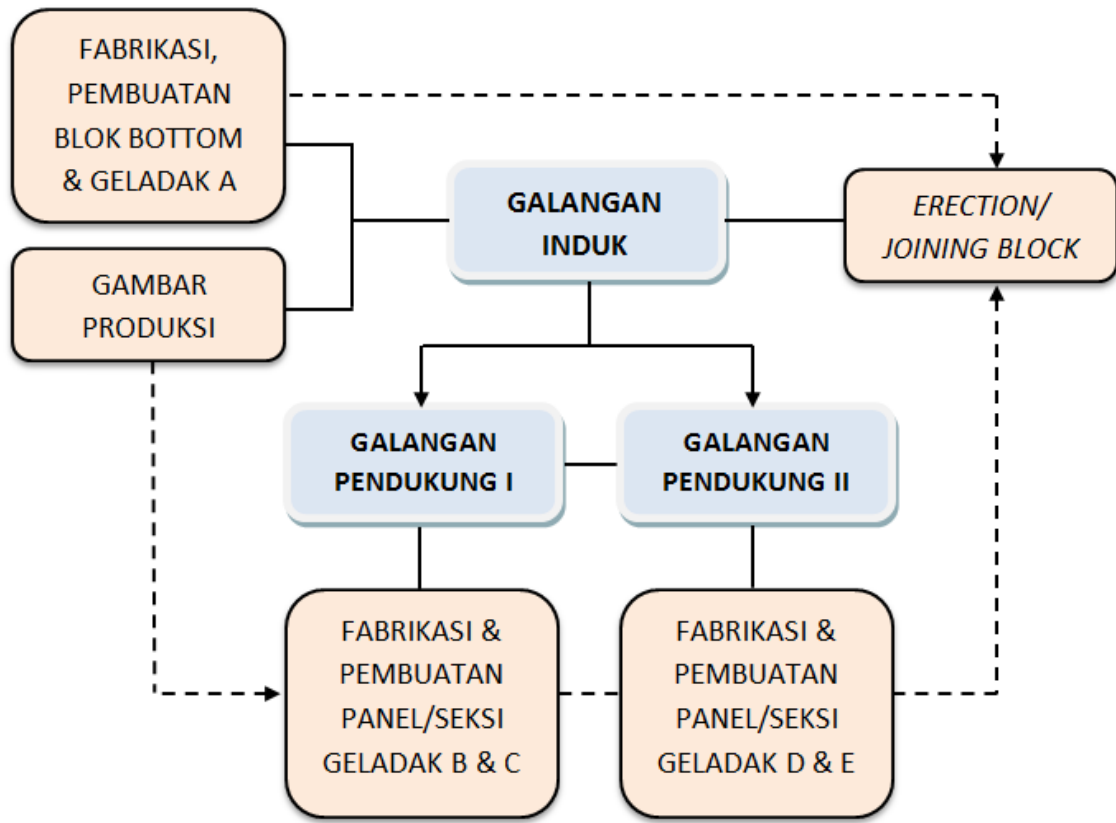 FABRIKASI,
PEMBUATAN
BLOK BOTTOM
& GELADAK A
GALANGAN
INDUK
ERECTION/
JOINING BLOCK
GAMBAR
PRODUKSI
GALANGAN
PENDUKUNG I
GALANGAN
PENDUKUNG II
FABRIKASI &
PEMBUATAN
PANEL/SEKSI
GELADAK B & C
FABRIKASI &
PEMBUATAN
PANEL/SEKSI
GELADAK D & E